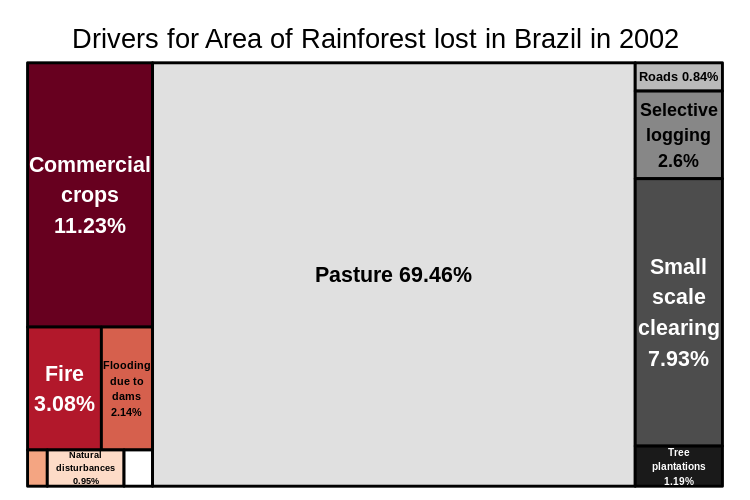 Drivers for Area of Rainforest lost in Brazil in 2002
Commercial
crops
11.23%
Fire
3.08%
Flooding
due to
dams
2.14%
Natural
disturbances
0.95%
Pasture 69.46%
Roads 0.84%
Selective
logging
2.6%
Small
scale
clearing
7.93%
Tree
plantations
1.19%